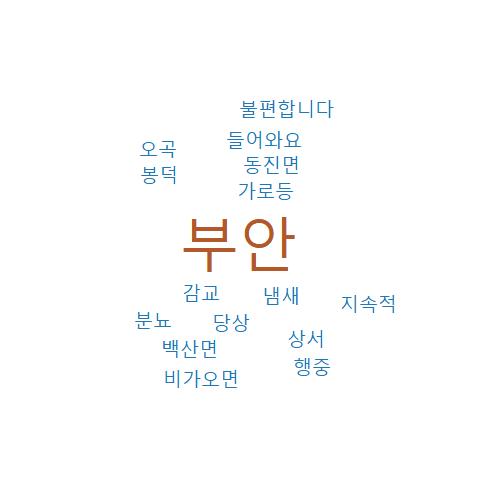 불편합니다
들어와요
오곡
동진면
봉덕
가로등
부안
감교
냄새
지속적
분뇨
당상
상서
백산면
행중
비가오면